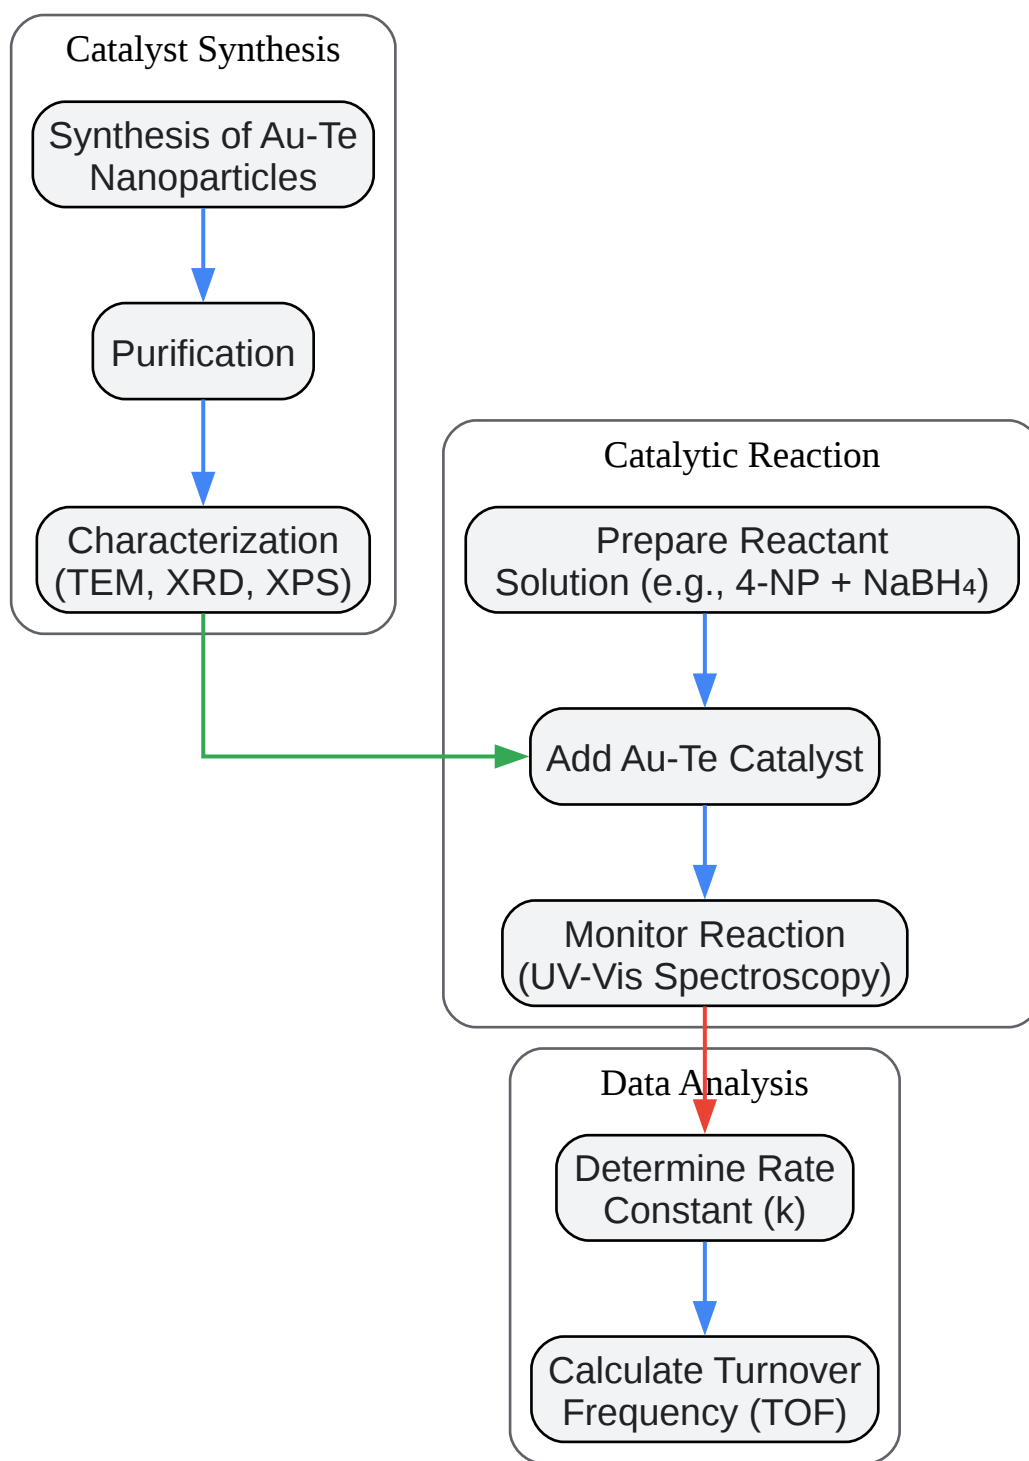 Catalyst Synthesis
Synthesis of Au-Te
Nanoparticles
Purification
Characterization
(TEM, XRD, XPS)
Catalytic Reaction
Prepare Reactant
Solution (e.g., 4-NP + NaBH₄)
Add Au-Te Catalyst
Monitor Reaction
(UV-Vis Spectroscopy)
Data Analysis
Determine Rate
Constant (k)
Calculate Turnover
Frequency (TOF)